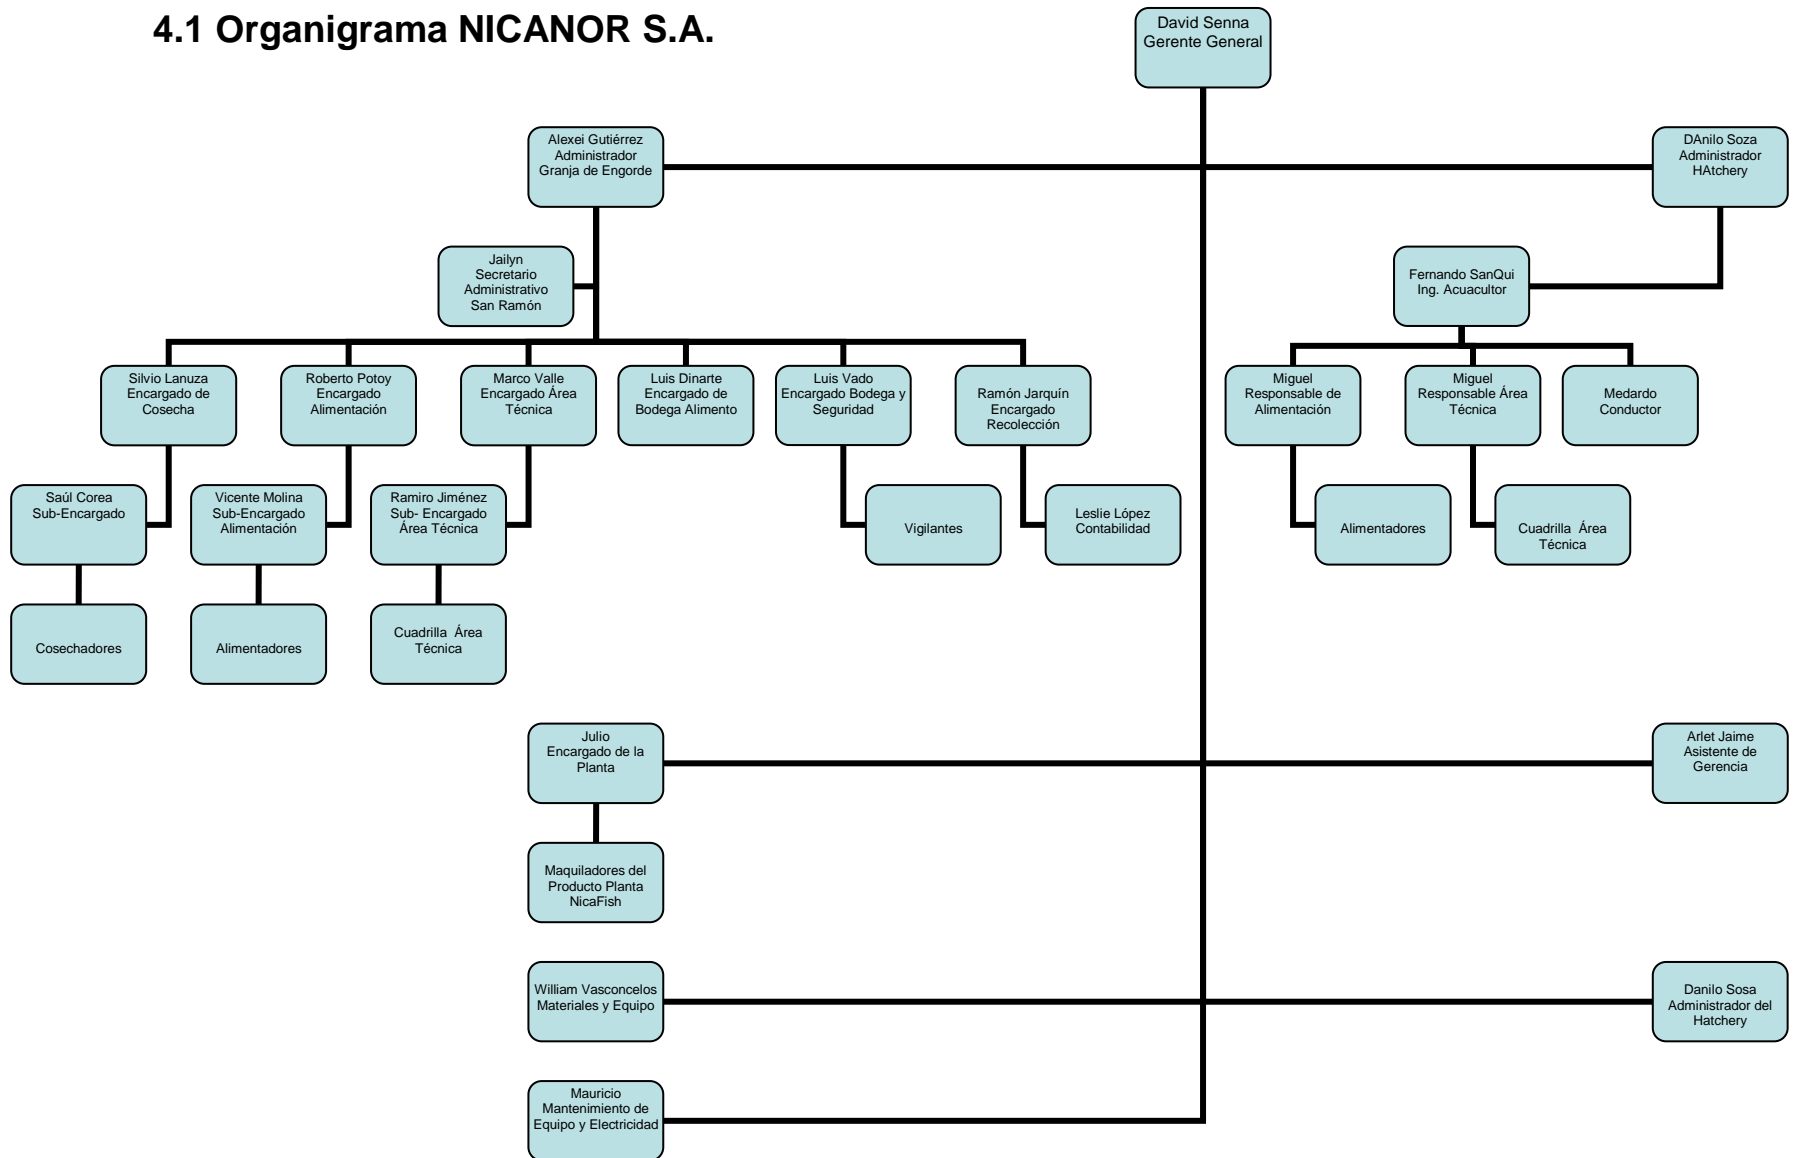 4.1 Organigrama NICANOR S.A.
David Senna
Gerente General
Alexei Gutiérrez
Administrador
Granja de Engorde
DAnilo Soza
Administrador
HAtchery
Jailyn
Secretario
Administrativo
San Ramón
Fernando SanQui
Ing. Acuacultor
Silvio Lanuza
Encargado de
Cosecha
Roberto Potoy
Encargado
Alimentación
Marco Valle
Encargado Área
Técnica
Luis Dinarte
Encargado de
Bodega Alimento
Luis Vado
Encargado Bodega y
Seguridad
Ramón Jarquín
Encargado
Recolección
Miguel
Responsable de
Alimentación
Miguel
Responsable Área
Técnica
Medardo
Conductor
Saúl Corea
Sub-Encargado
Vicente Molina
Sub-Encargado
Alimentación
Ramiro Jiménez
Sub- Encargado
Área Técnica
Vigilantes
Leslie López
Contabilidad
Alimentadores
Cuadrilla Área
Técnica
Cosechadores
Alimentadores
Cuadrilla Área
Técnica
Julio
Encargado de la
Planta
Arlet Jaime
Asistente de
Gerencia
Maquiladores del
Producto Planta
NicaFish
William Vasconcelos
Materiales y Equipo
Danilo Sosa
Administrador del
Hatchery
Mauricio
Mantenimiento de
Equipo y Electricidad